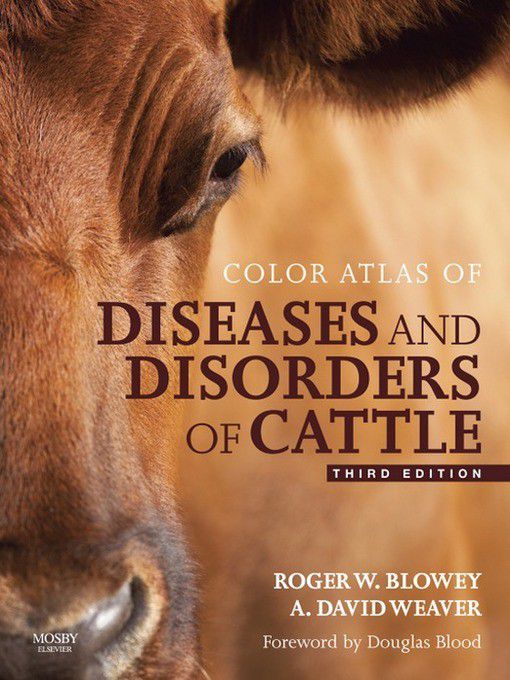 COLOR ATLAS OF
DISEASES AND
DISORDERS
OF CATTLE
THIRD EDITION
ROGER W. BLOWEY
A. DAVID WEAVER
Foreword by Douglas Blood
MOSBY
ELSEVIER